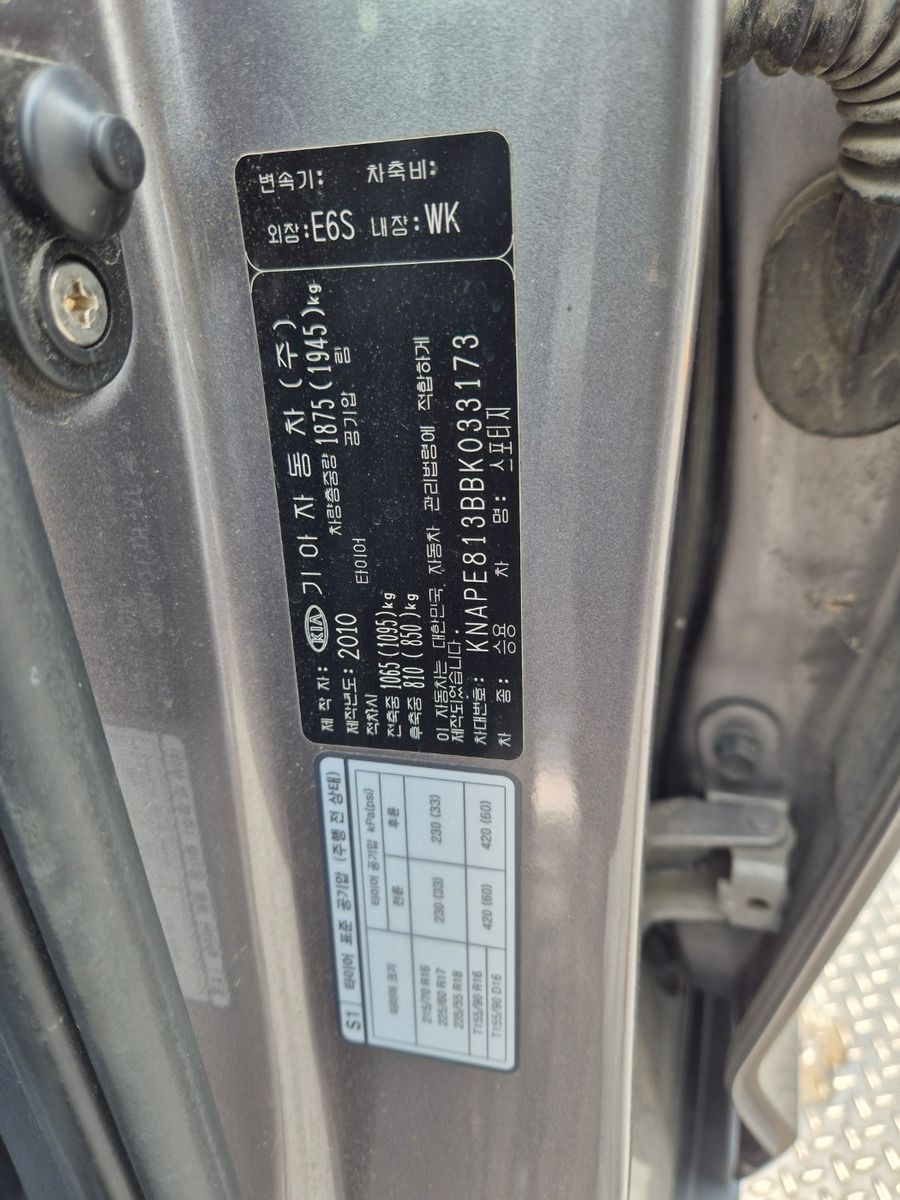 변속기: 차축비:
외장:E6S 내장:WK
제 작 자: KIA 기아자동차(주)
제작년도: 2010 차량총중량 1875(1945)kg
적차시 타이어 공기압 림
전축중 1065(1095)kg
후축중 810 ( 850 )kg
이 자동차는 대한민국 자동차 관리법령에 적합하게
제작되었습니다.
차대번호: KNAPE813BBK033173
차 종: 승용 차 명: 스포티지
S1 타이어 표준 공기압 (주행 전 상태)
타이어 크기 타이어 공기압 kPa(psi)
전륜 후륜
215/70 R16
225/60 R17 230 (33) 230 (33)
235/55 R18
T155/90 R16 420 (60) 420 (60)
T155/90 D16